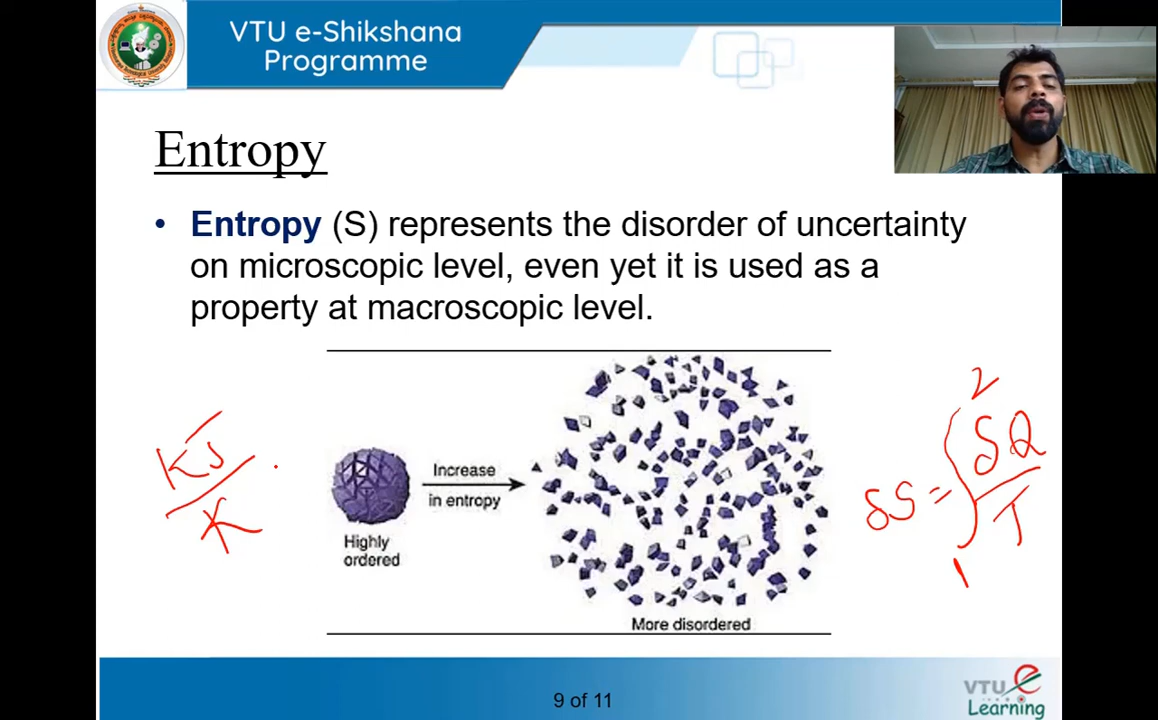 VTU e-Shikshana
Programme
Entropy
• Entropy (S) represents the disorder of uncertainty
on microscopic level, even yet it is used as a
property at macroscopic level.
KJ/K
Increase
in entropy
Highly
ordered
More disordered
δS = ∫₁² δQ/T
9 of 11
VTU e
Learning